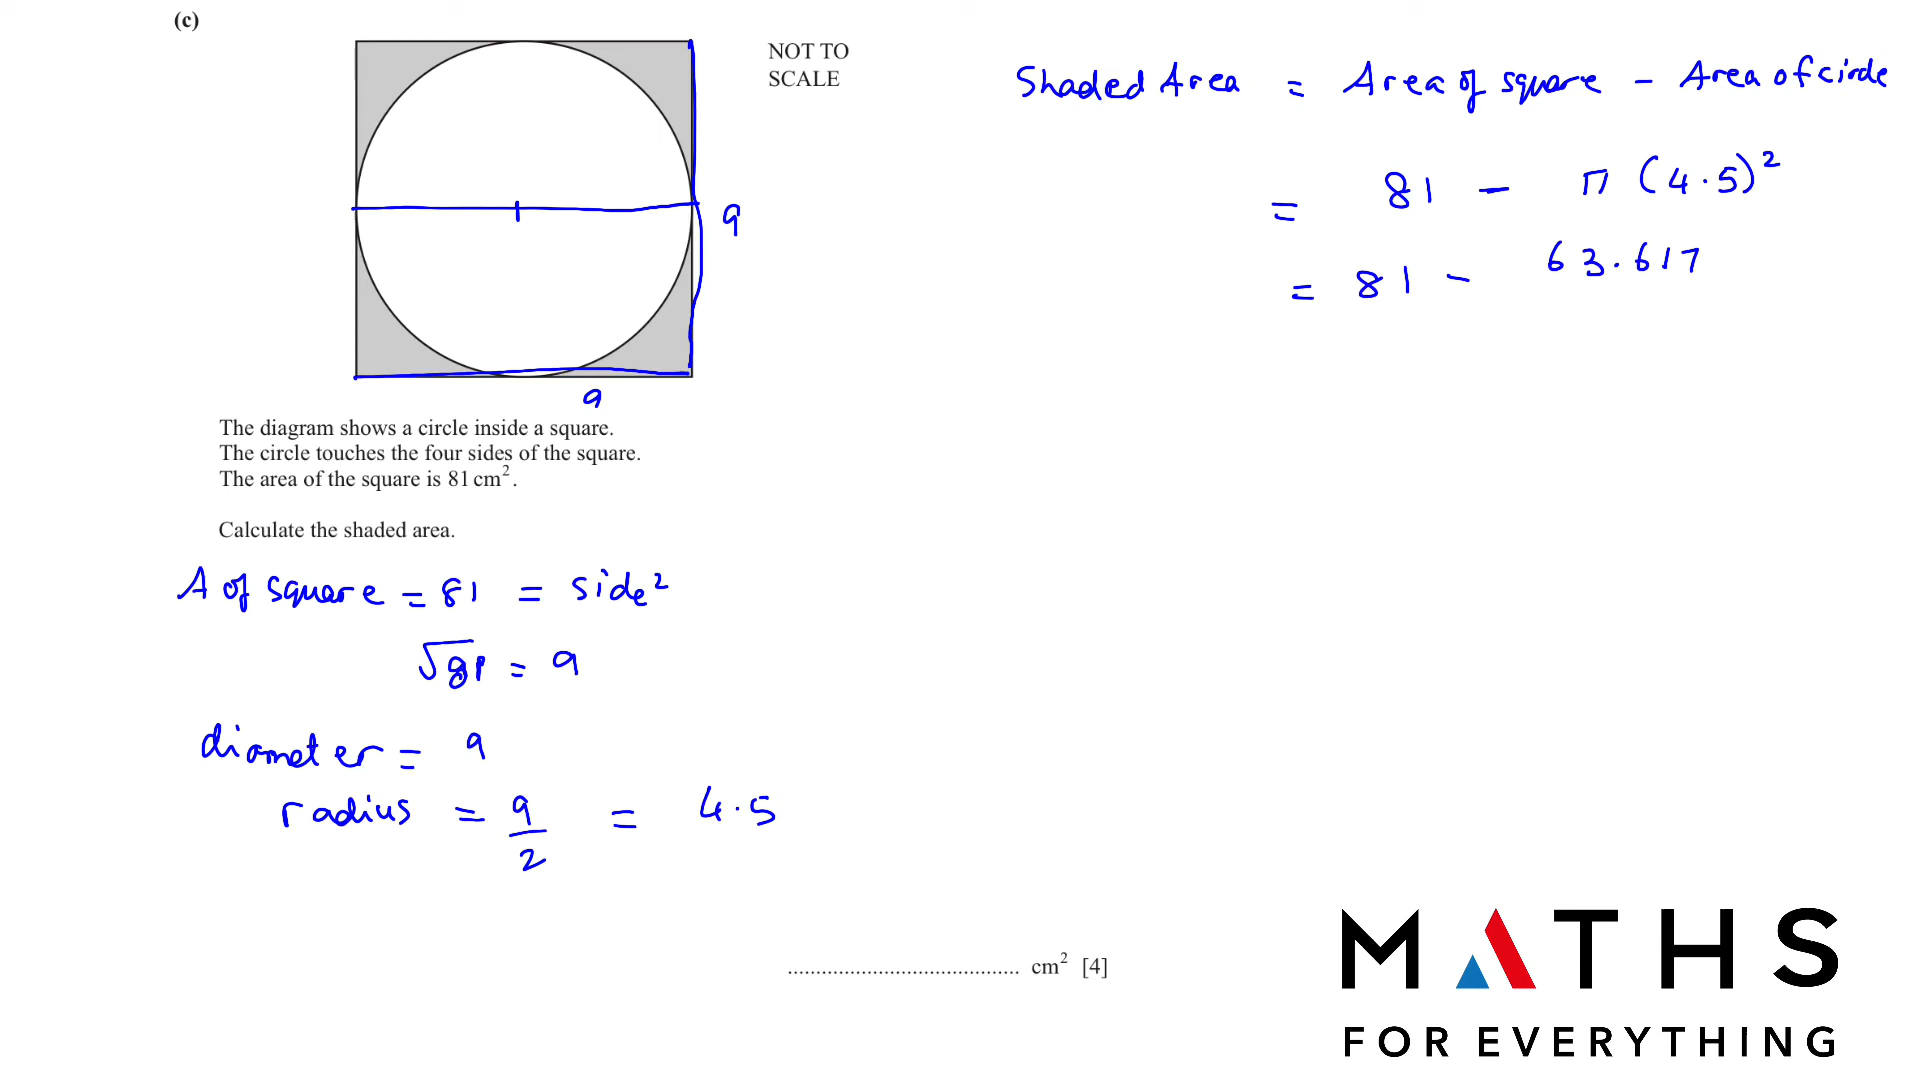 (c)
NOT TO
SCALE
9
9
The diagram shows a circle inside a square.
The circle touches the four sides of the square.
The area of the square is 81 cm².
Calculate the shaded area.
A of square = 81 = side²
√81 = 9
diameter = 9
radius = 9/2 = 4.5
Shaded Area = Area of square - Area of circle
= 81 - π (4.5)²
= 81 - 63.617
........................................ cm² [4]
MATHS
FOR EVERYTHING